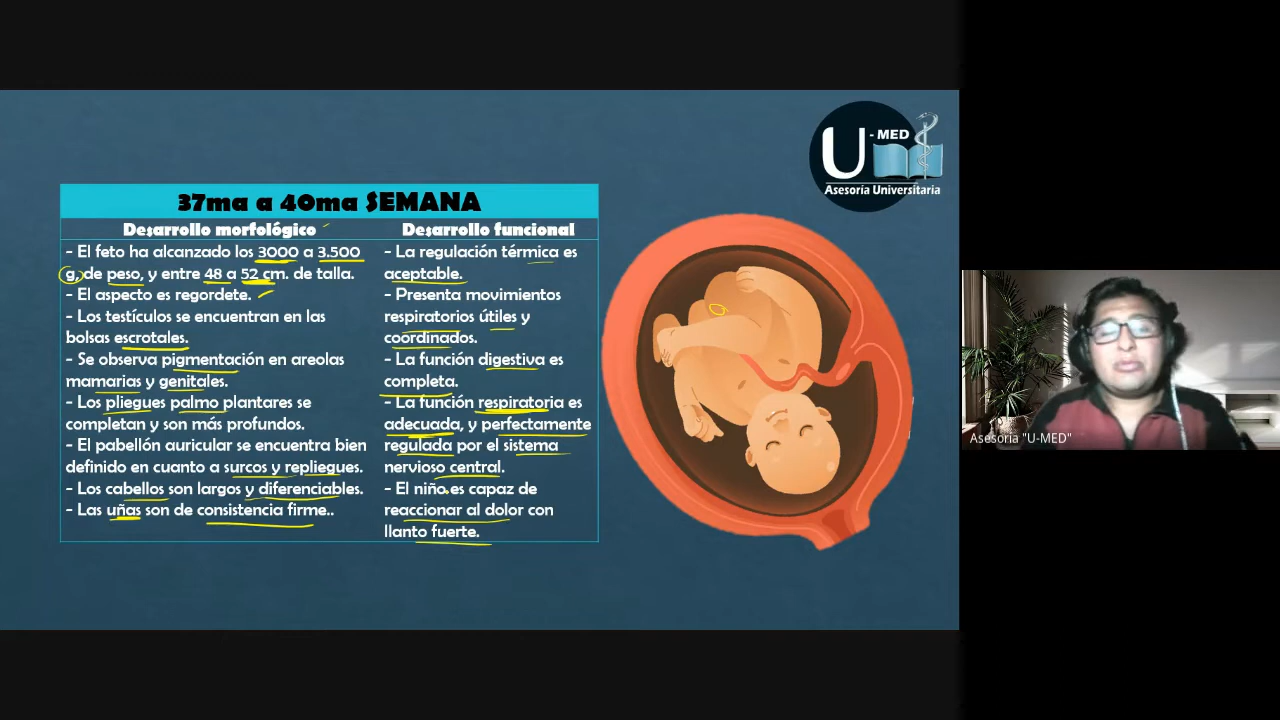 U - MED
Asesoría Universitaria
37ma a 40ma SEMANA
Desarrollo morfológico
- El feto ha alcanzado los 3000 a 3.500
g, de peso, y entre 48 a 52 cm. de talla.
- El aspecto es regordete.
- Los testículos se encuentran en las
bolsas escrotales.
- Se observa pigmentación en areolas
mamarias y genitales.
- Los pliegues palmo plantares se
completan y son más profundos.
- El pabellón auricular se encuentra bien
definido en cuanto a surcos y repliegues.
- Los cabellos son largos y diferenciables.
- Las uñas son de consistencia firme..
Desarrollo funcional
- La regulación térmica es
aceptable.
- Presenta movimientos
respiratorios útiles y
coordinados.
- La función digestiva es
completa.
- La función respiratoria es
adecuada, y perfectamente
regulada por el sistema
nervioso central.
- El niño es capaz de
reaccionar al dolor con
llanto fuerte.
Asesoría "U-MED"